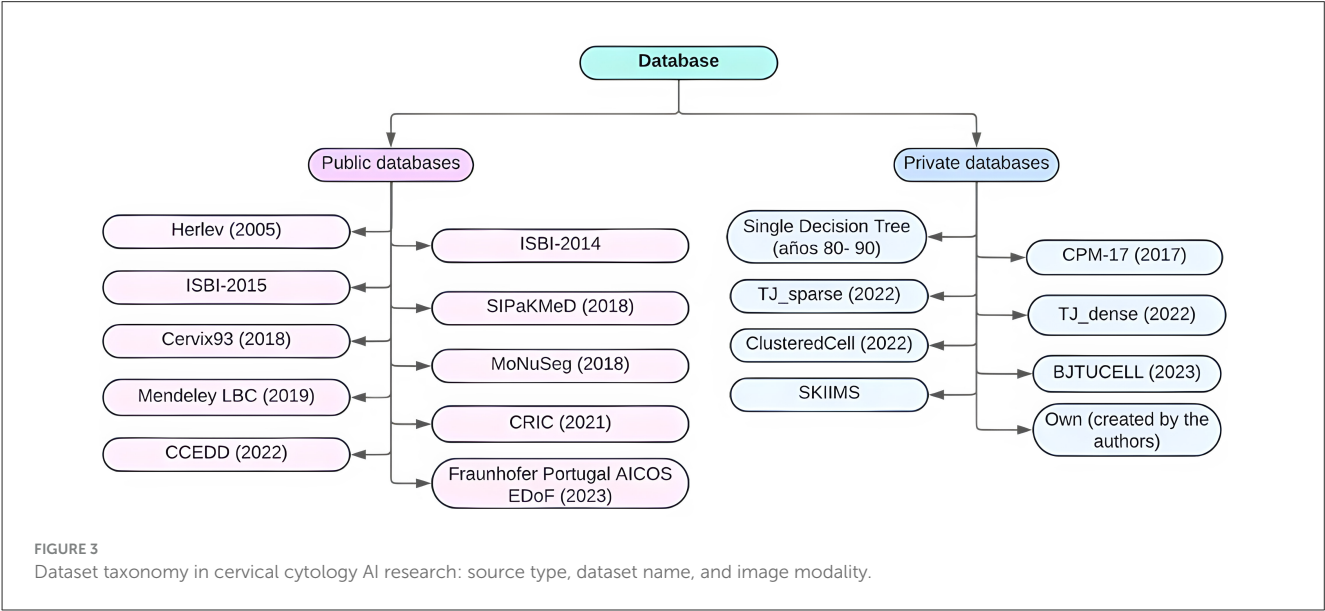 Database
Public databases
Herlev (2005)
ISBI-2014
ISBI-2015
SIPaKMeD (2018)
Cervix93 (2018)
MoNuSeg (2018)
Mendeley LBC (2019)
CRIC (2021)
CCEDD (2022)
Fraunhofer Portugal AICOS
EDoF (2023)
Private databases
Single Decision Tree
(años 80- 90)
CPM-17 (2017)
TJ_sparse (2022)
TJ_dense (2022)
ClusteredCell (2022)
BJTUCELL (2023)
SKIIMS
Own (created by the
authors)
FIGURE 3
Dataset taxonomy in cervical cytology AI research: source type, dataset name, and image modality.